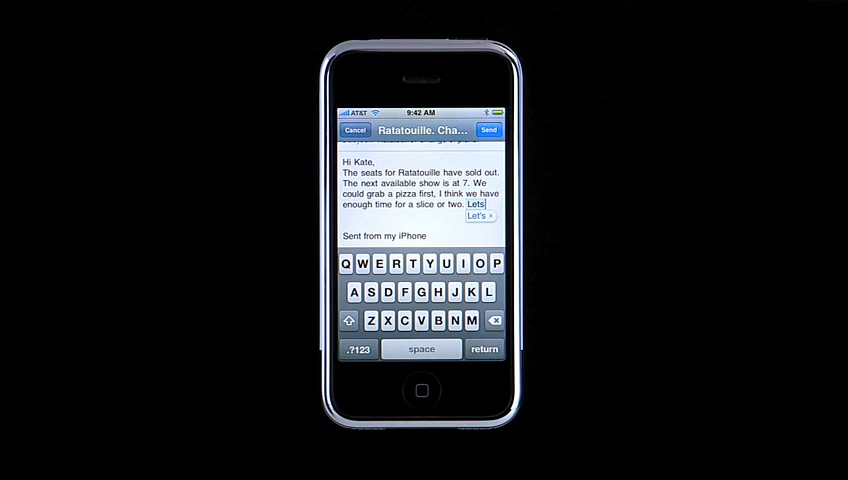 AT&T 9:42 AM
Cancel Ratatouille. Cha... Send
Hi Kate,
The seats for Ratatouille have sold out.
The next available show is at 7. We
could grab a pizza first, I think we have
enough time for a slice or two. Lets
Let's ×
Sent from my iPhone
Q W E R T Y U I O P
A S D F G H J K L
Z X C V B N M
.?123 space return